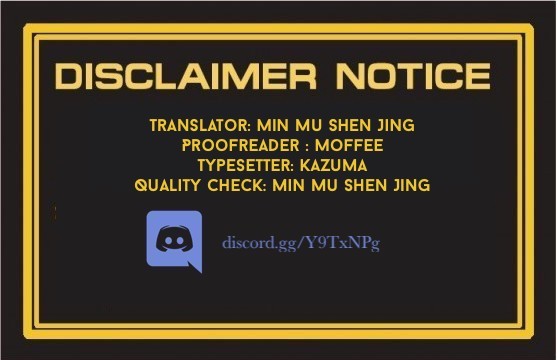 DISCLAIMER NOTICE
TRANSLATOR: MIN MU SHEN JING
PROOFREADER : MOFFEE
TYPESETTER: KAZUMA
QUALITY CHECK: MIN MU SHEN JING
discord.gg/Y9TxNPg